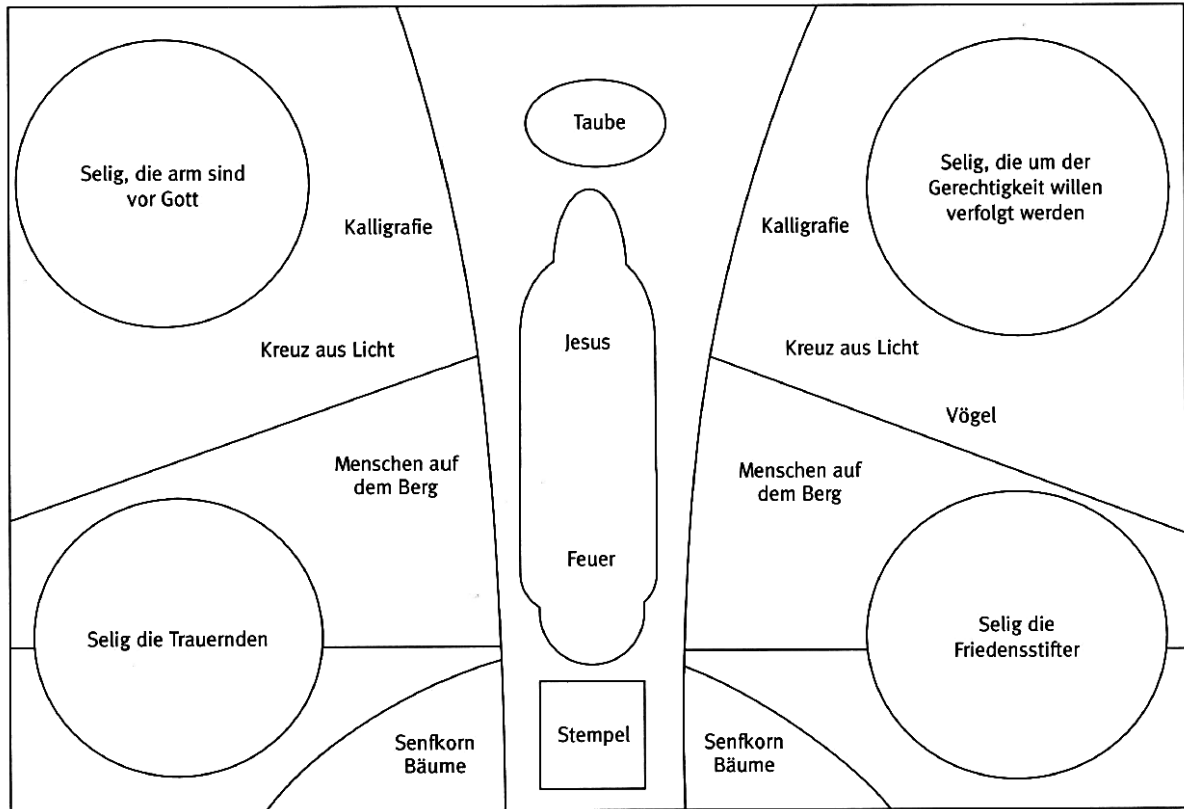 Taube
Selig, die arm sind
vor Gott
Selig, die um der
Gerechtigkeit willen
verfolgt werden
Kalligrafie
Kalligrafie
Kreuz aus Licht
Jesus
Kreuz aus Licht
Vögel
Menschen auf
dem Berg
Menschen auf
dem Berg
Feuer
Selig die Trauernden
Selig die
Friedensstifter
Senfkorn
Bäume
Stempel
Senfkorn
Bäume